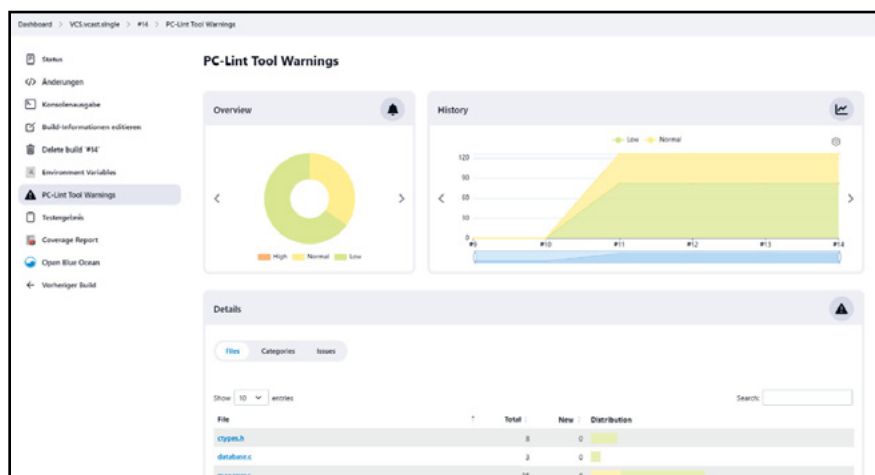 Dashboard > VCS.vcast.single > #14 > PC-Lint Tool Warnings
Status
Änderungen
Konsolenausgabe
Build-Informationen editieren
Delete build '#14'
Environment Variables
PC-Lint Tool Warnings
Testergebnis
Coverage Report
Open Blue Ocean
Vorheriger Build
PC-Lint Tool Warnings
Overview
High Normal Low
History
Low Normal
120
90
60
30
0
#9 #10 #11 #12 #13 #14
Details
Files Categories Issues
Show 10 entries
Search:
File Total New Distribution
ctypes.h 8 0
database.c 3 0